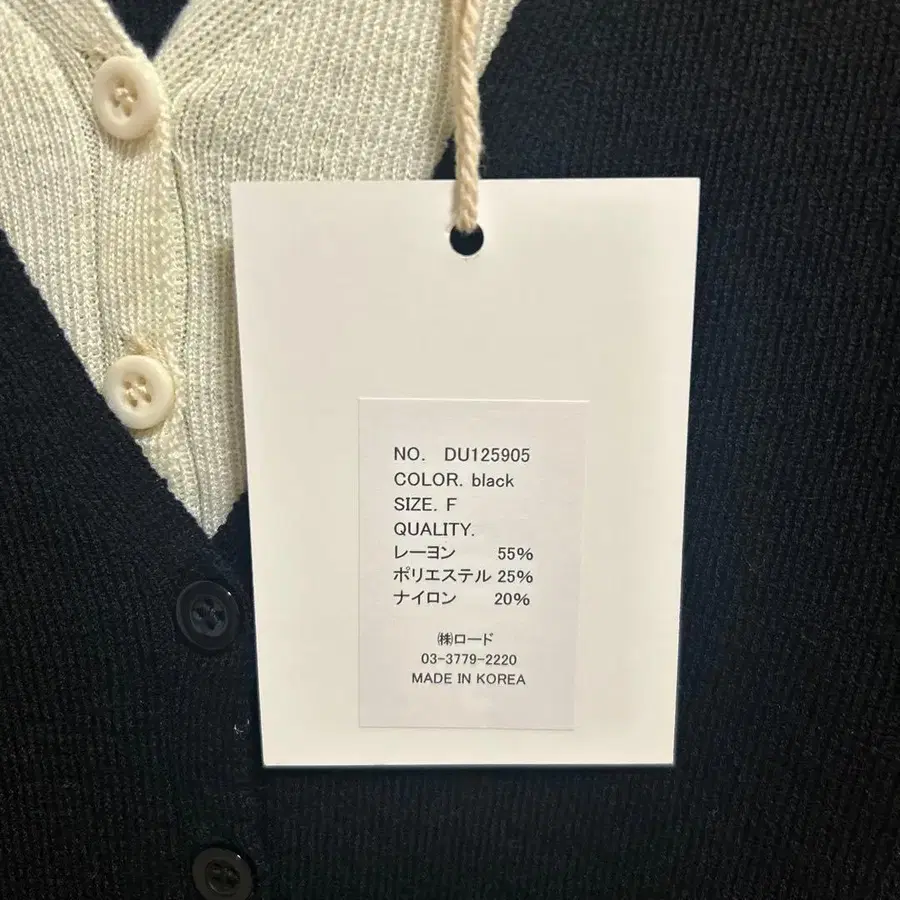 NO. DU125905
COLOR. black
SIZE. F
QUALITY.
レーヨン 55%
ポリエステル 25%
ナイロン 20%
㈱ロード
03-3779-2220
MADE IN KOREA